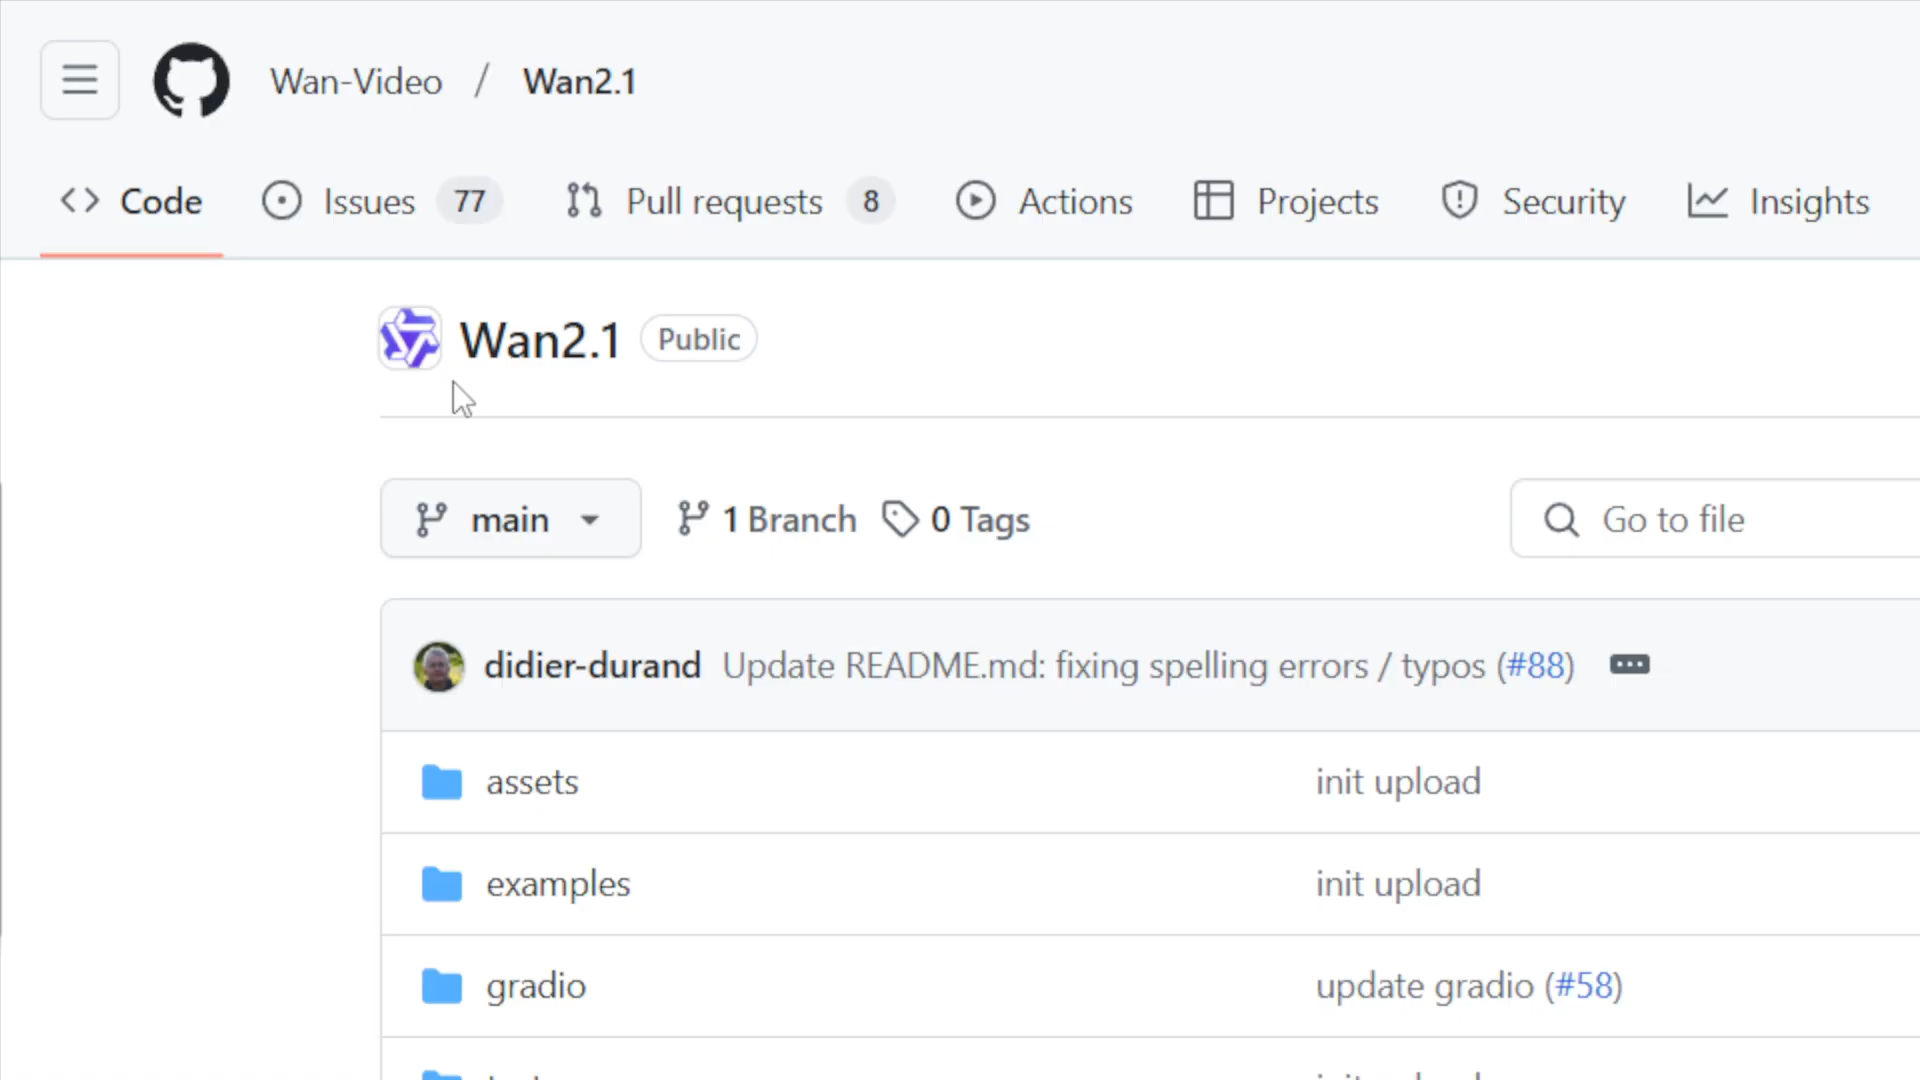 Wan-Video / Wan2.1
Code Issues 77 Pull requests 8 Actions Projects Security Insights
Wan2.1 Public
main 1 Branch 0 Tags Go to file
didier-durand Update README.md: fixing spelling errors / typos (#88)
assets init upload
examples init upload
gradio update gradio (#58)